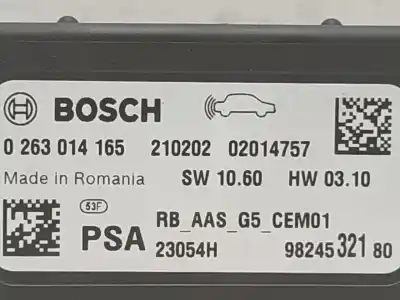 BOSCH
0 263 014 165 210202 02014757
Made in Romania SW 10.60 HW 03.10
53F RB_AAS_G5_CEM01
PSA 23054H 98245 321 80